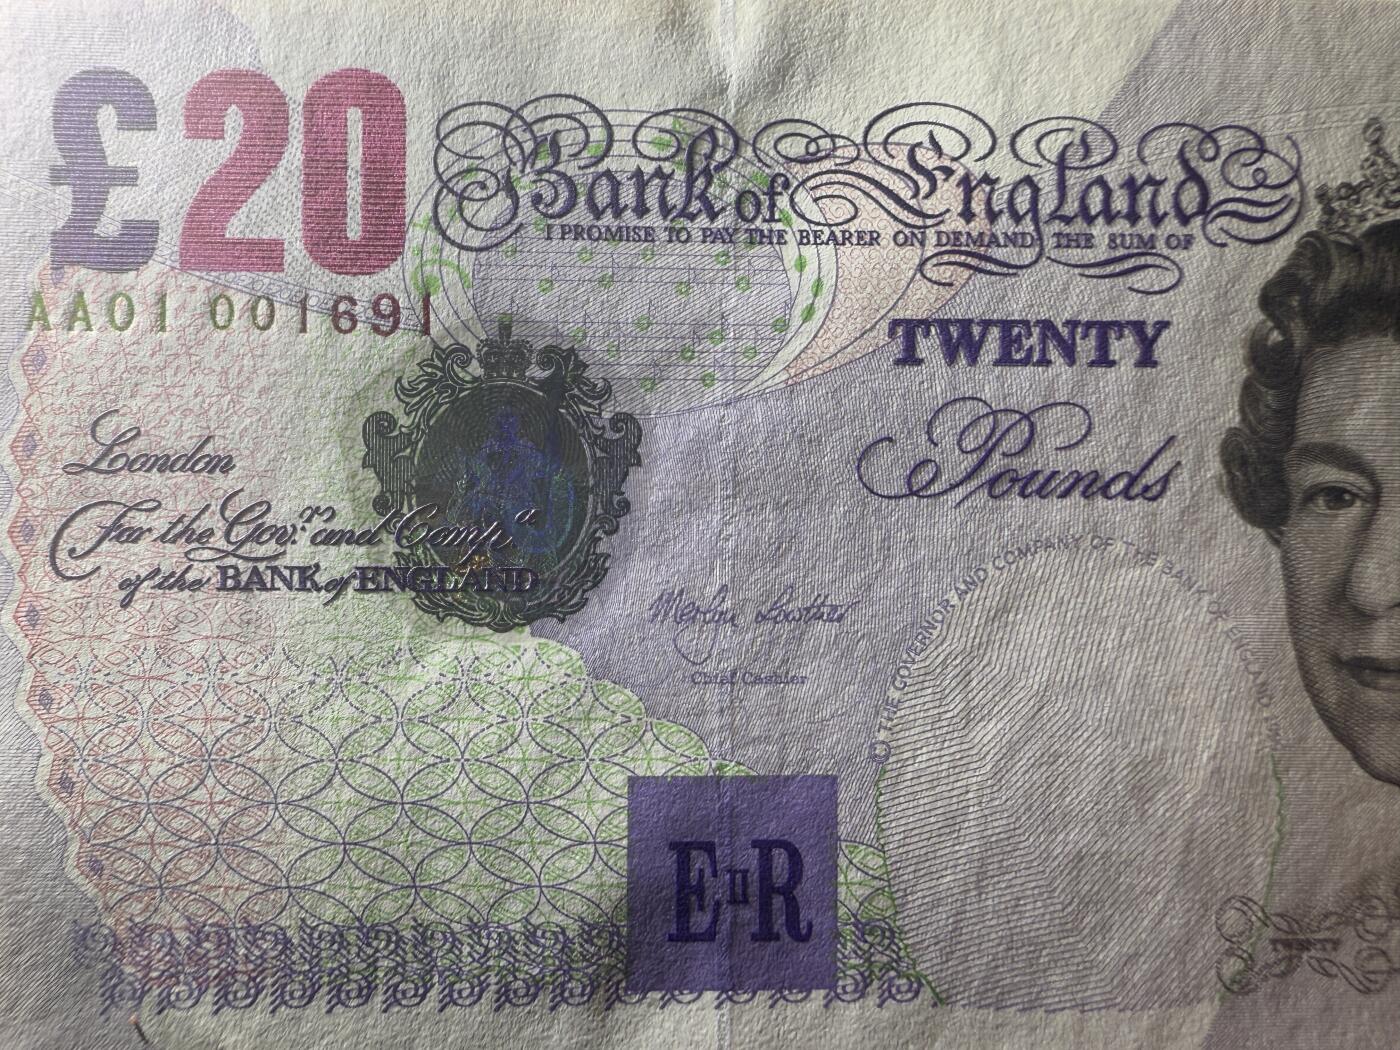 £20
Bank of England
I PROMISE TO PAY THE BEARER ON DEMAND THE SUM OF
AA01 001691
TWENTY
Pounds
London
For the Govr. and Compa
of the BANK of ENGLAND
Merlyn Lowther
Chief Cashier
© THE GOVERNOR AND COMPANY OF THE BANK OF ENGLAND
EIIR